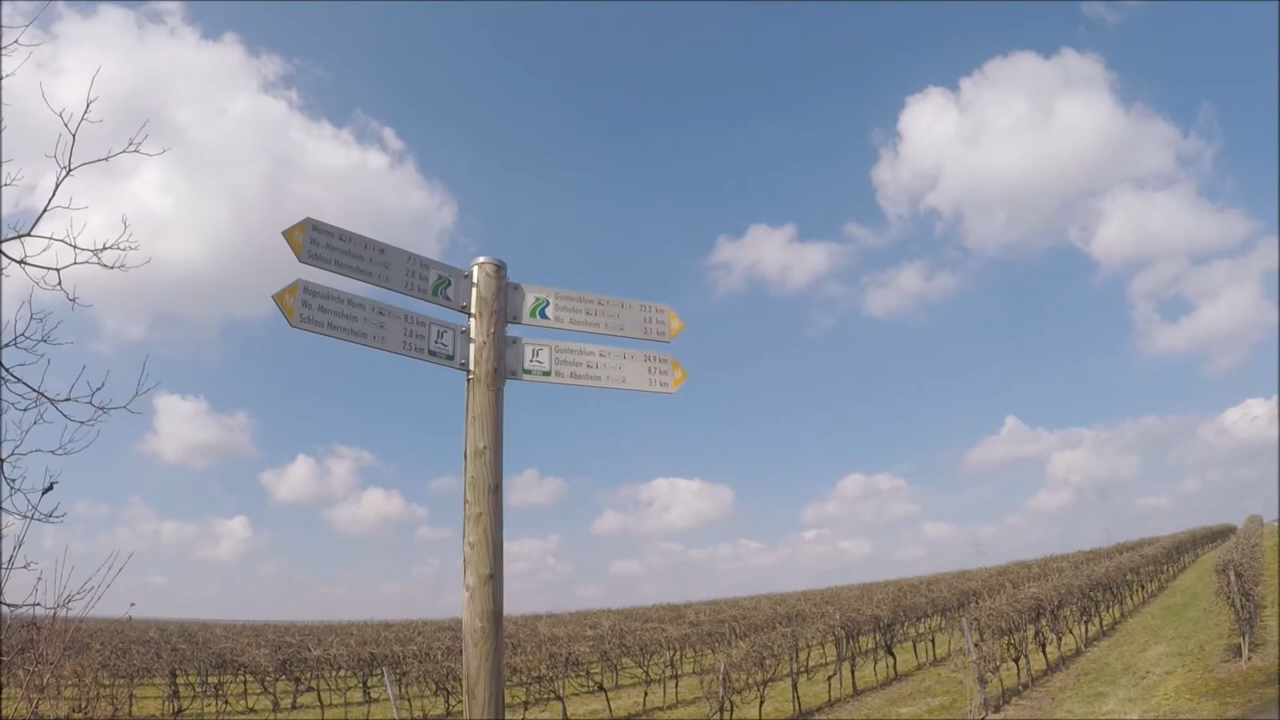 Worms 7,1 km
Wo.-Herrnsheim 2,8 km
Schloss Herrnsheim 2,5 km
Magnuskirche Worms 8,5 km
Wo.-Herrnsheim 2,8 km
Schloss Herrnsheim 2,5 km
Guntersblum 23,2 km
Osthofen 6,8 km
Wo. Abenheim 3,1 km
L
Guntersblum 24,9 km
Osthofen 8,7 km
Wo. Abenheim 3,1 km
L